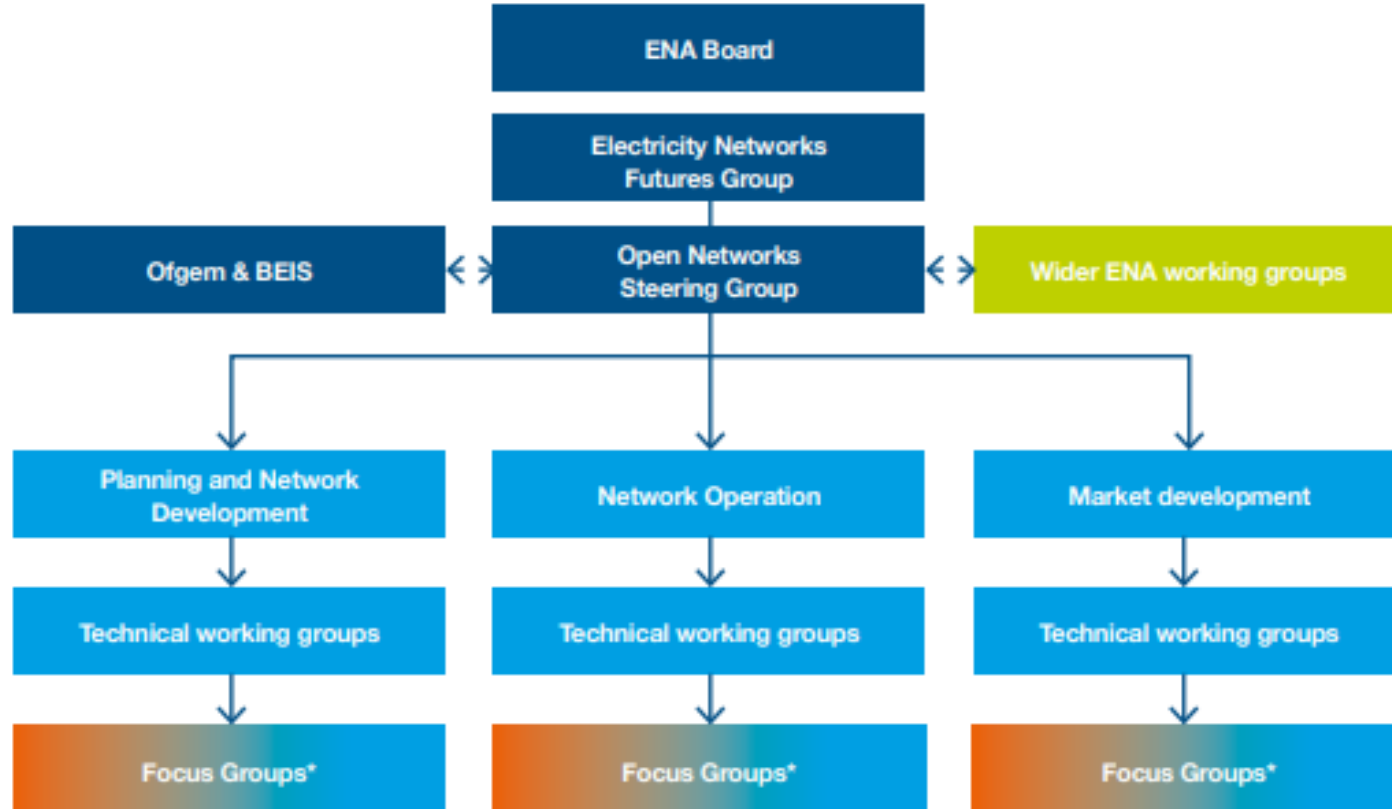 ENA Board
Electricity Networks
Futures Group
Ofgem & BEIS
Open Networks
Steering Group
Wider ENA working groups
Planning and Network
Development
Network Operation
Market development
Technical working groups
Technical working groups
Technical working groups
Focus Groups*
Focus Groups*
Focus Groups*